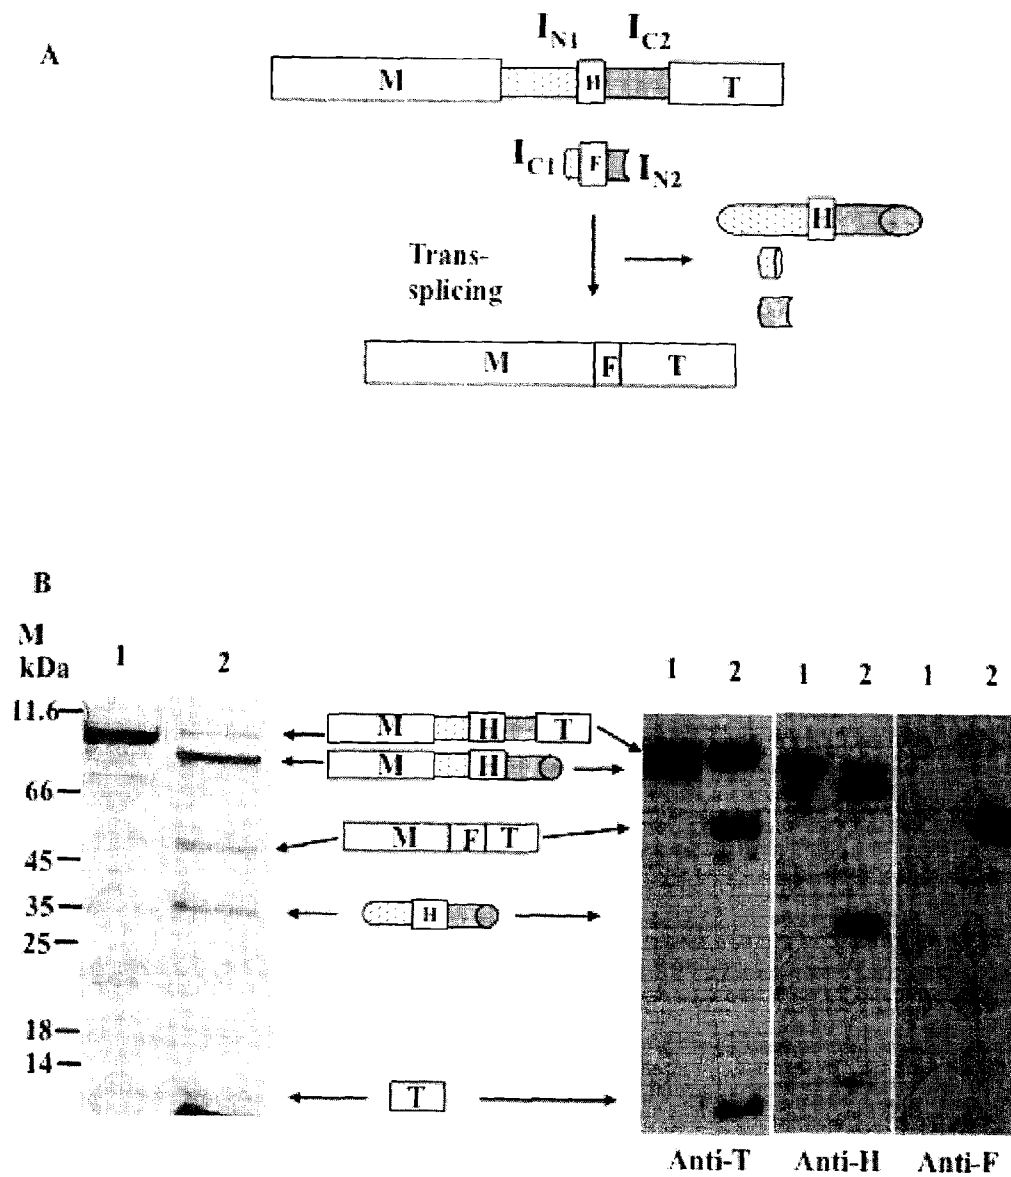 A
I N1 I C2
M H T
I C1 F I N2
H
Trans-
splicing
M F T
B
M
kDa
1 2
1 2 1 2 1 2
11.6
M H T
M H
66
M F T
45
35
H
25
18
14
T
Anti-T Anti-H Anti-F